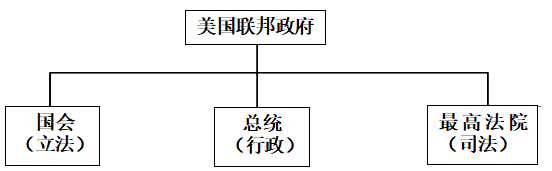 美国联邦政府
国会
（立法）
总统
（行政）
最高法院
（司法）